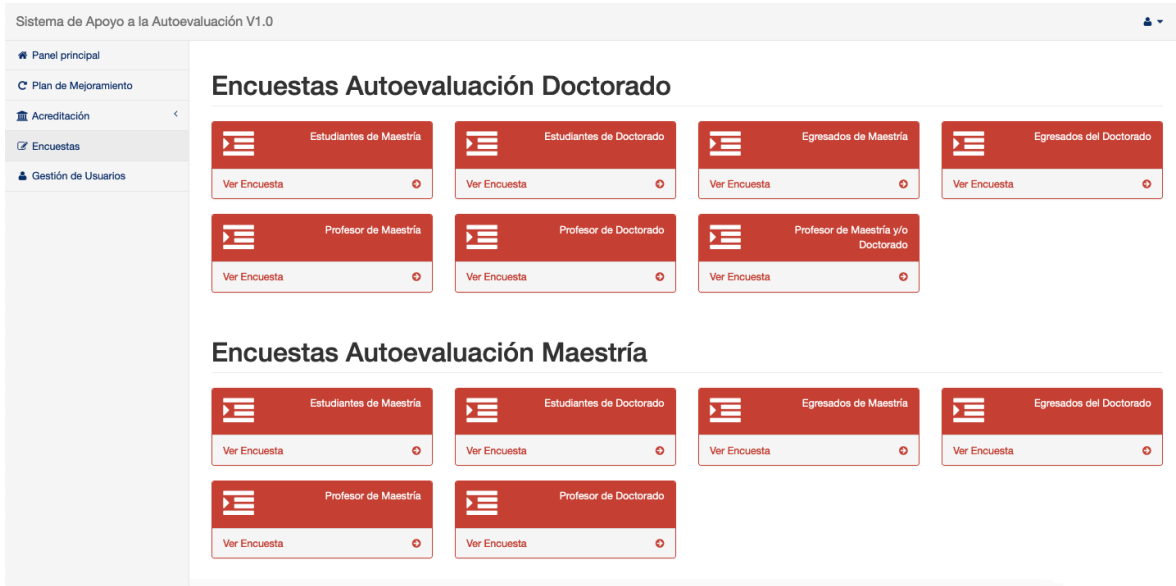 Sistema de Apoyo a la Autoevaluación V1.0
Panel principal
Plan de Mejoramiento
Acreditación
Encuestas
Gestión de Usuarios
Encuestas Autoevaluación Doctorado
Estudiantes de Maestría
Ver Encuesta
Estudiantes de Doctorado
Ver Encuesta
Egresados de Maestría
Ver Encuesta
Egresados del Doctorado
Ver Encuesta
Profesor de Maestría
Ver Encuesta
Profesor de Doctorado
Ver Encuesta
Profesor de Maestría y/o
Doctorado
Ver Encuesta
Encuestas Autoevaluación Maestría
Estudiantes de Maestría
Ver Encuesta
Estudiantes de Doctorado
Ver Encuesta
Egresados de Maestría
Ver Encuesta
Egresados del Doctorado
Ver Encuesta
Profesor de Maestría
Ver Encuesta
Profesor de Doctorado
Ver Encuesta